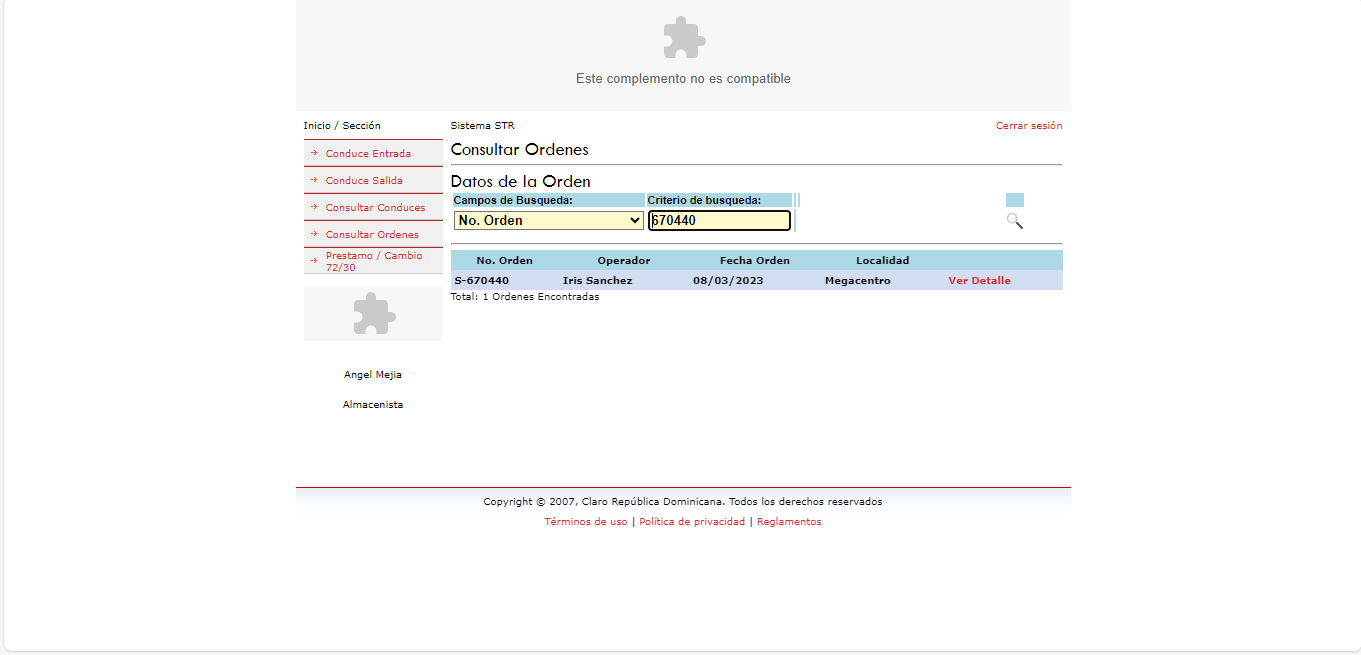 Este complemento no es compatible
Inicio / Sección
Sistema STR
Cerrar sesión
Conduce Entrada
Conduce Salida
Consultar Conduces
Consultar Ordenes
Prestamo / Cambio
72/30
Angel Mejia
Almacenista
Consultar Ordenes
Datos de la Orden
Campos de Busqueda: Criterio de busqueda:
No. Orden 670440
No. Orden Operador Fecha Orden Localidad
S-670440 Iris Sanchez 08/03/2023 Megacentro Ver Detalle
Total: 1 Ordenes Encontradas
Copyright © 2007, Claro República Dominicana. Todos los derechos reservados
Términos de uso | Política de privacidad | Reglamentos